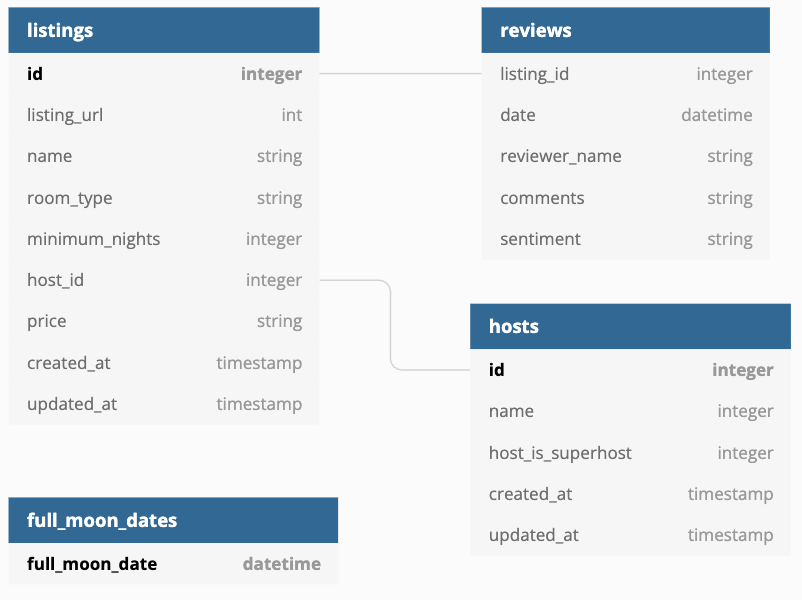 listings
id integer
listing_url int
name string
room_type string
minimum_nights integer
host_id integer
price string
created_at timestamp
updated_at timestamp
reviews
listing_id integer
date datetime
reviewer_name string
comments string
sentiment string
hosts
id integer
name integer
host_is_superhost integer
created_at timestamp
updated_at timestamp
full_moon_dates
full_moon_date datetime